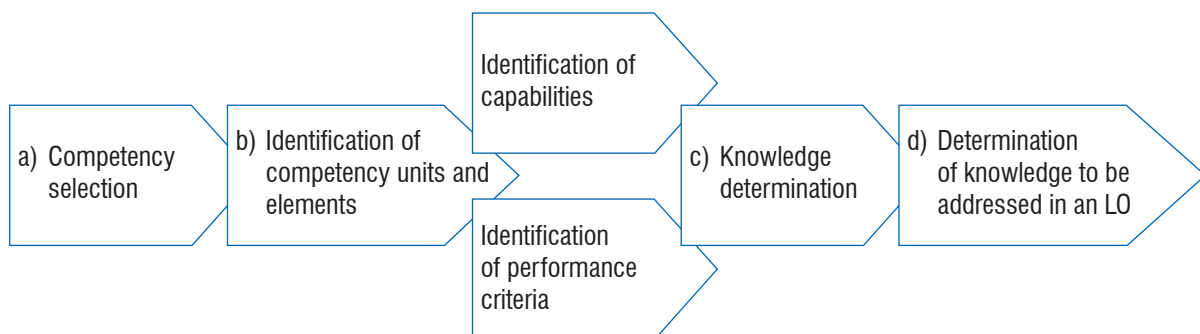 a) Competency
selection
b) Identification of
competency units and
elements
Identification of
capabilities
Identification
of performance
criteria
c) Knowledge
determination
d) Determination
of knowledge to be
addressed in an LO